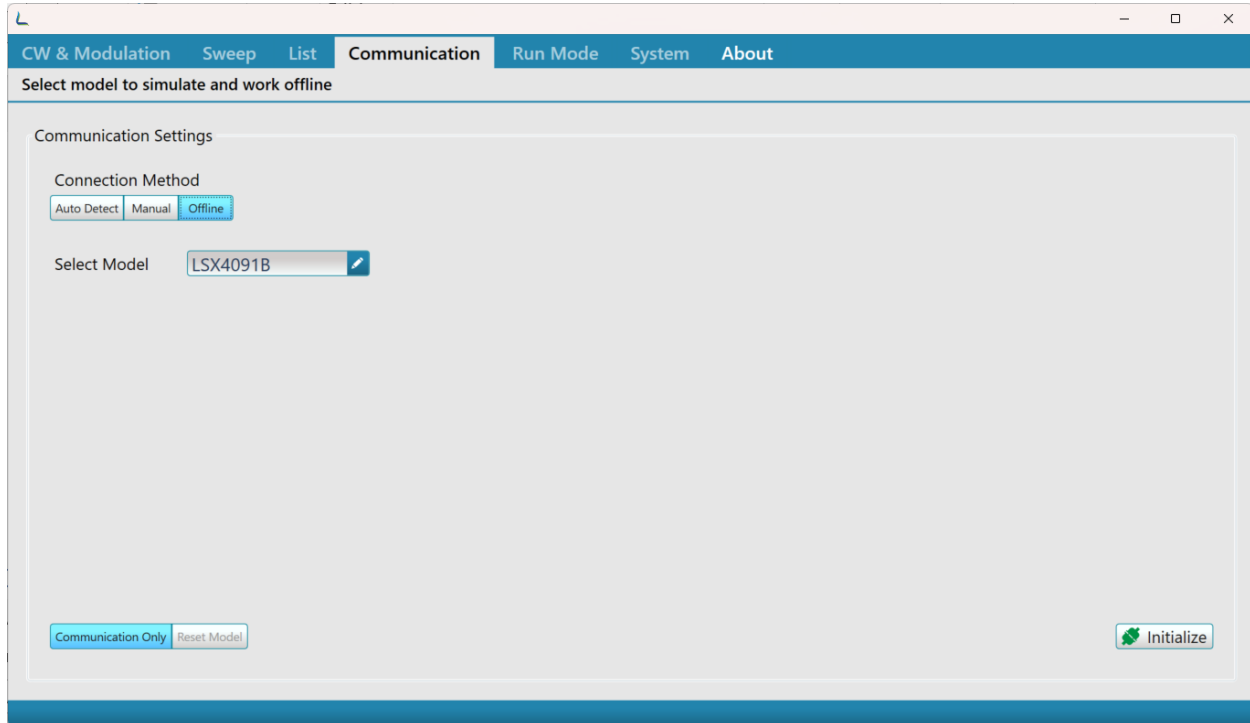 CW & Modulation Sweep List Communication Run Mode System About
Select model to simulate and work offline
Communication Settings
Connection Method
Auto Detect Manual Offline
Select Model LSX4091B
Communication Only Reset Model Initialize